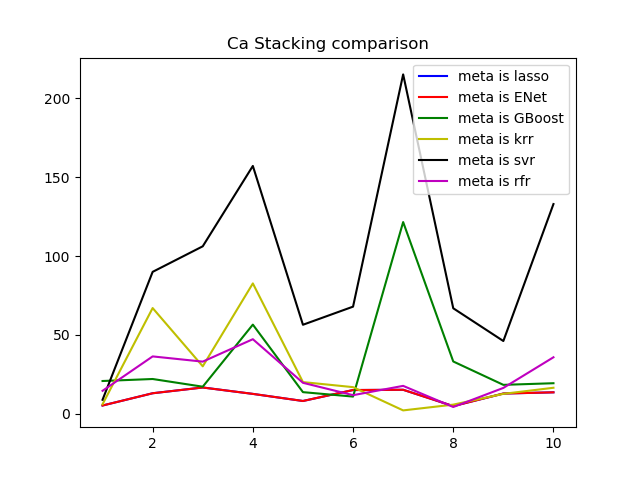 Ca Stacking comparison
meta is lasso
meta is ENet
meta is GBoost
meta is krr
meta is svr
meta is rfr
200
150
100
50
0
2 4 6 8 10